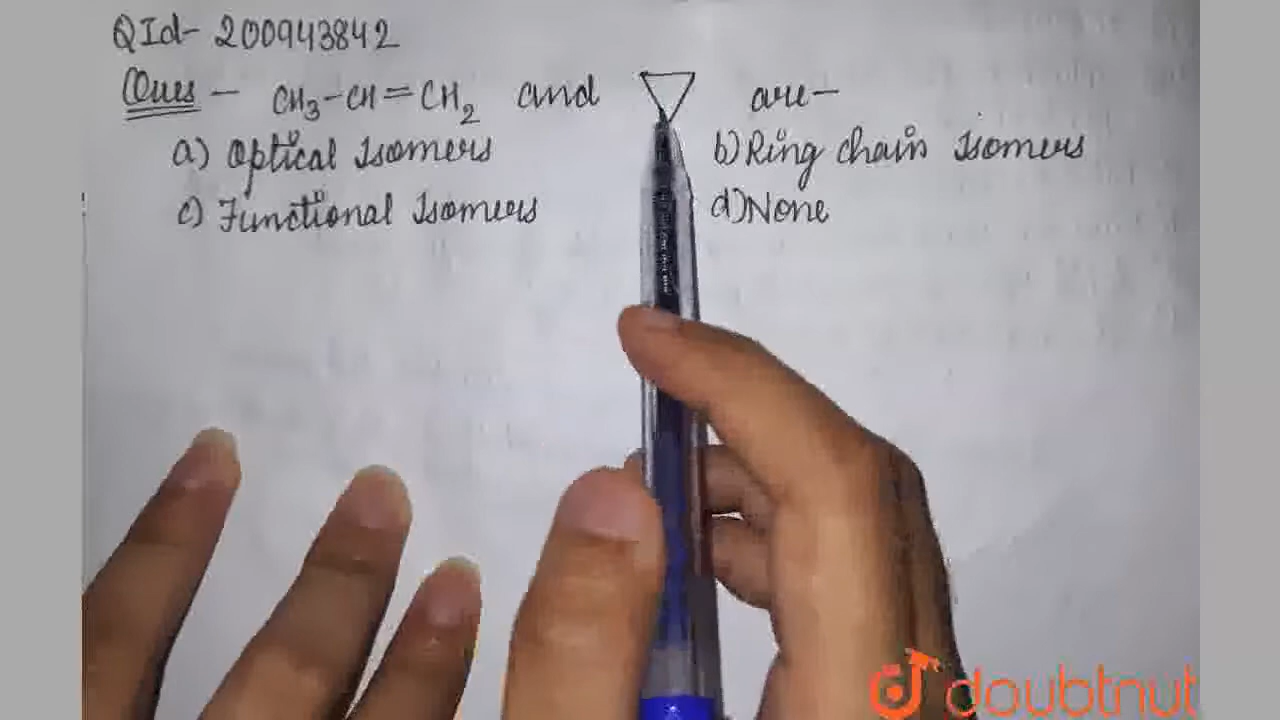 QId- 200943842
Ques - CH3-CH=CH2 and ▽ are-
a) Optical Isomers b) Ring chain Isomers
c) Functional Isomers d) None
doubtnut